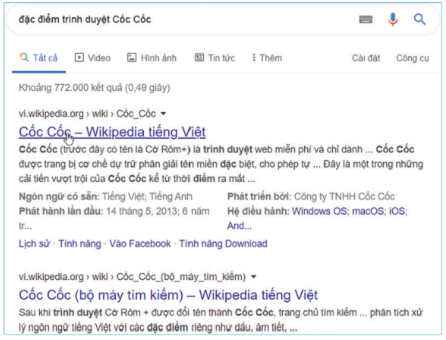 đặc điểm trình duyệt Cốc Cốc
Tất cả Video Hình ảnh Tin tức Thêm Cài đặt Công cụ
Khoảng 772.000 kết quả (0,49 giây)
vi.wikipedia.org › wiki › Cốc_Cốc
Cốc Cốc – Wikipedia tiếng Việt
Cốc Cốc (trước đây có tên là Cờ Rôm+) là trình duyệt web miễn phí và chỉ dành ... Cốc Cốc
được trang bị cơ chế dự trữ phân giải tên miền đặc biệt, cho phép tự ... Đây là một trong những
cải tiến vượt trội của Cốc Cốc kể từ thời điểm ra mắt ...
Ngôn ngữ có sẵn: Tiếng Việt; Tiếng Anh Phát triển bởi: Công ty TNHH Cốc Cốc
Phát hành lần đầu: 14 tháng 5, 2013; 6 năm Hệ điều hành: Windows OS; macOS; iOS;
tr... And...
Lịch sử · Tính năng · Vào Facebook · Tính năng Download
vi.wikipedia.org › wiki › Cốc_Cốc_(bộ_máy_tìm_kiếm)
Cốc Cốc (bộ máy tìm kiếm) – Wikipedia tiếng Việt
Sau khi trình duyệt Cờ Rôm + được đổi tên thành Cốc Cốc, trang chủ tìm kiếm ... phân tích xử
lý ngôn ngữ tiếng Việt với các đặc điểm riêng như dấu, âm tiết, ...